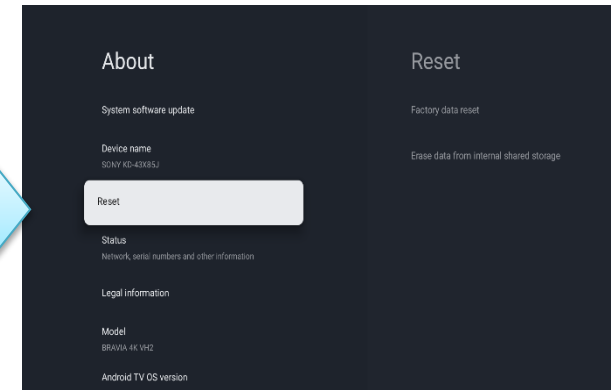 About
System software update
Device name
SONY KD-43X85J
Reset
Status
Network, serial numbers and other information
Legal information
Model
BRAVIA 4K VH2
Android TV OS version
Reset
Factory data reset
Erase data from internal shared storage